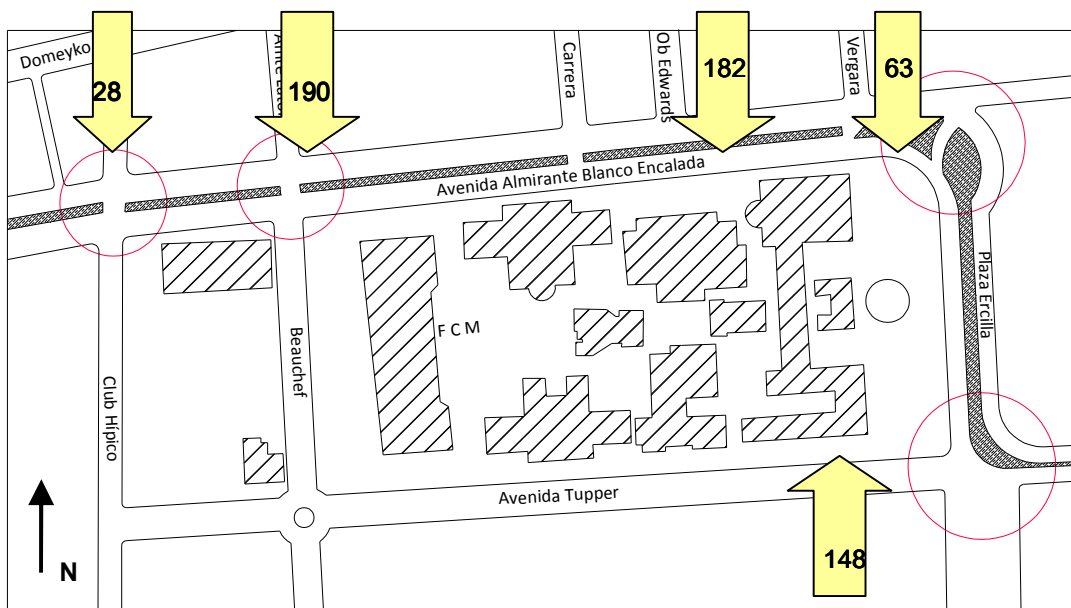 Domeyko
28
190
Carrera
Ob Edwards
182
Vergara
63
Avenida Almirante Blanco Encalada
Plaza Ercilla
F C M
Beauchef
Club Hípico
Avenida Tupper
148
N